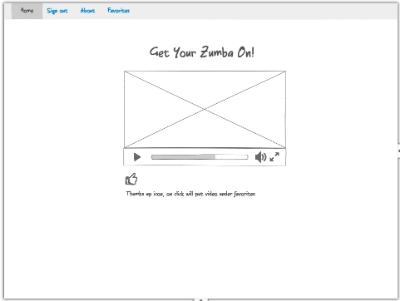 Home Sign out About Favorites
Get Your Zumba On!
Thumbs up icon, on click will put video under favorites